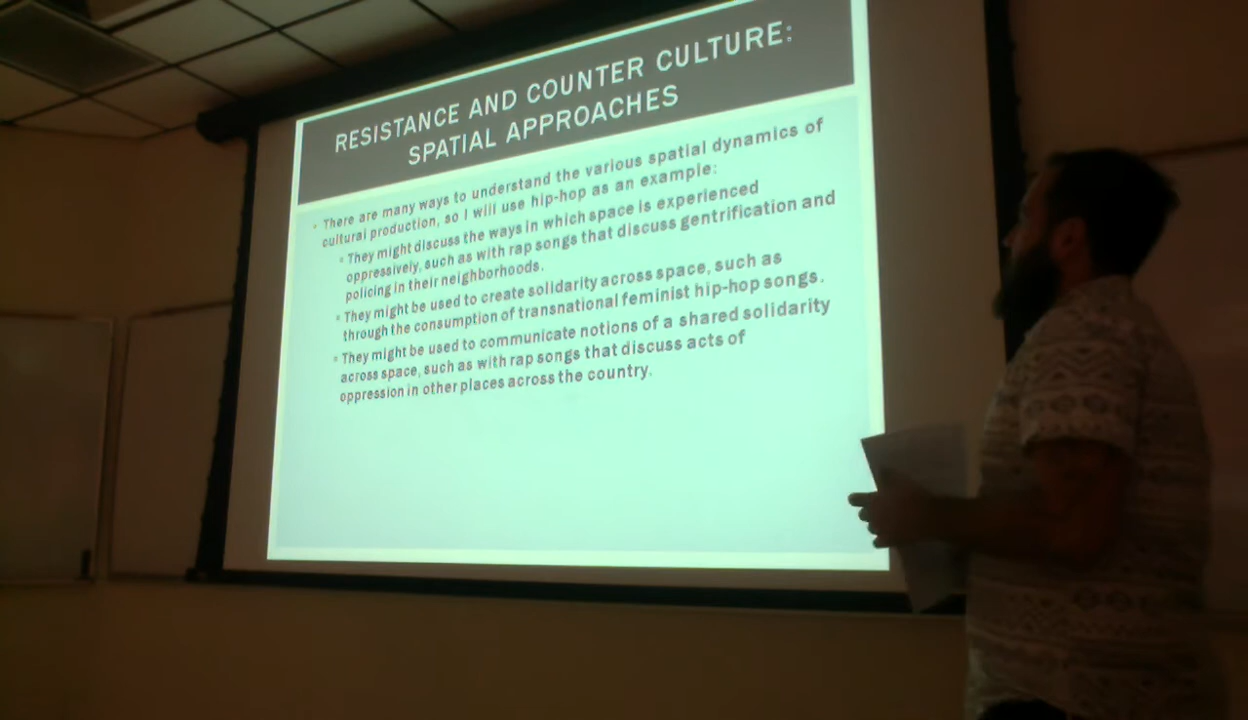 RESISTANCE AND COUNTER CULTURE:
SPATIAL APPROACHES
There are many ways to understand the various spatial dynamics of
cultural production, so I will use hip-hop as an example:
They might discuss the ways in which space is experienced
oppressively, such as with rap songs that discuss gentrification and
policing in their neighborhoods.
They might be used to create solidarity across space, such as
through the consumption of transnational feminist hip-hop songs.
They might be used to communicate notions of a shared solidarity
across space, such as with rap songs that discuss acts of
oppression in other places across the country.